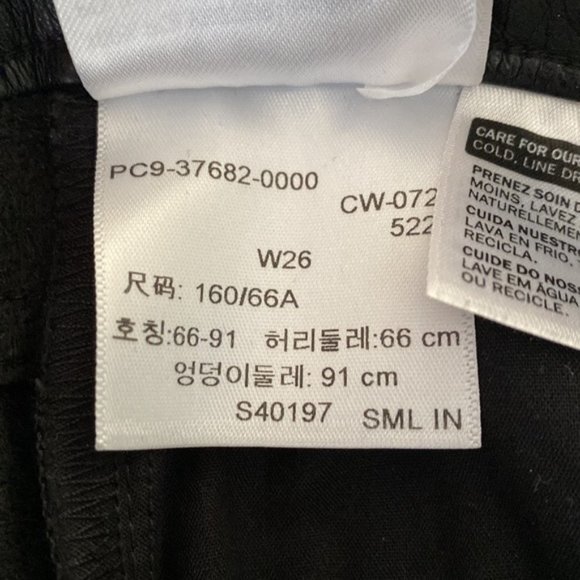 PC9-37682-0000
CW-072
522
W26
尺码: 160/66A
호칭:66-91 허리둘레:66 cm
엉덩이둘레: 91 cm
S40197 SML IN
CARE FOR OUR
COLD, LINE DR
PRENEZ SOIN D
MOINS, LAVEZ
NATURELLEMEN
CUIDA NUESTRO
LAVA EN FRIO,
RECICLA.
CUIDE DO NOSS
LAVE EM ÁGUA
OU RECICLE.